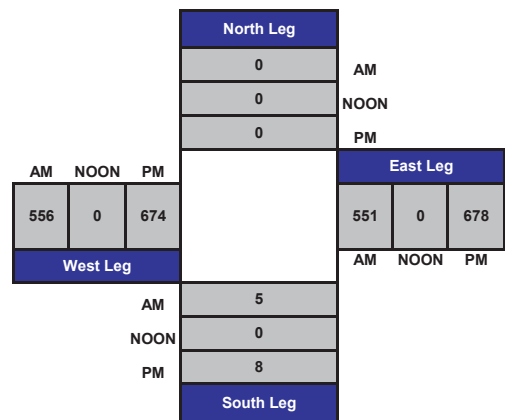 North Leg
0
AM
0
NOON
0
PM
AM NOON PM
East Leg
556 0 674
551 0 678
West Leg
AM NOON PM
AM
5
NOON
0
PM
8
South Leg